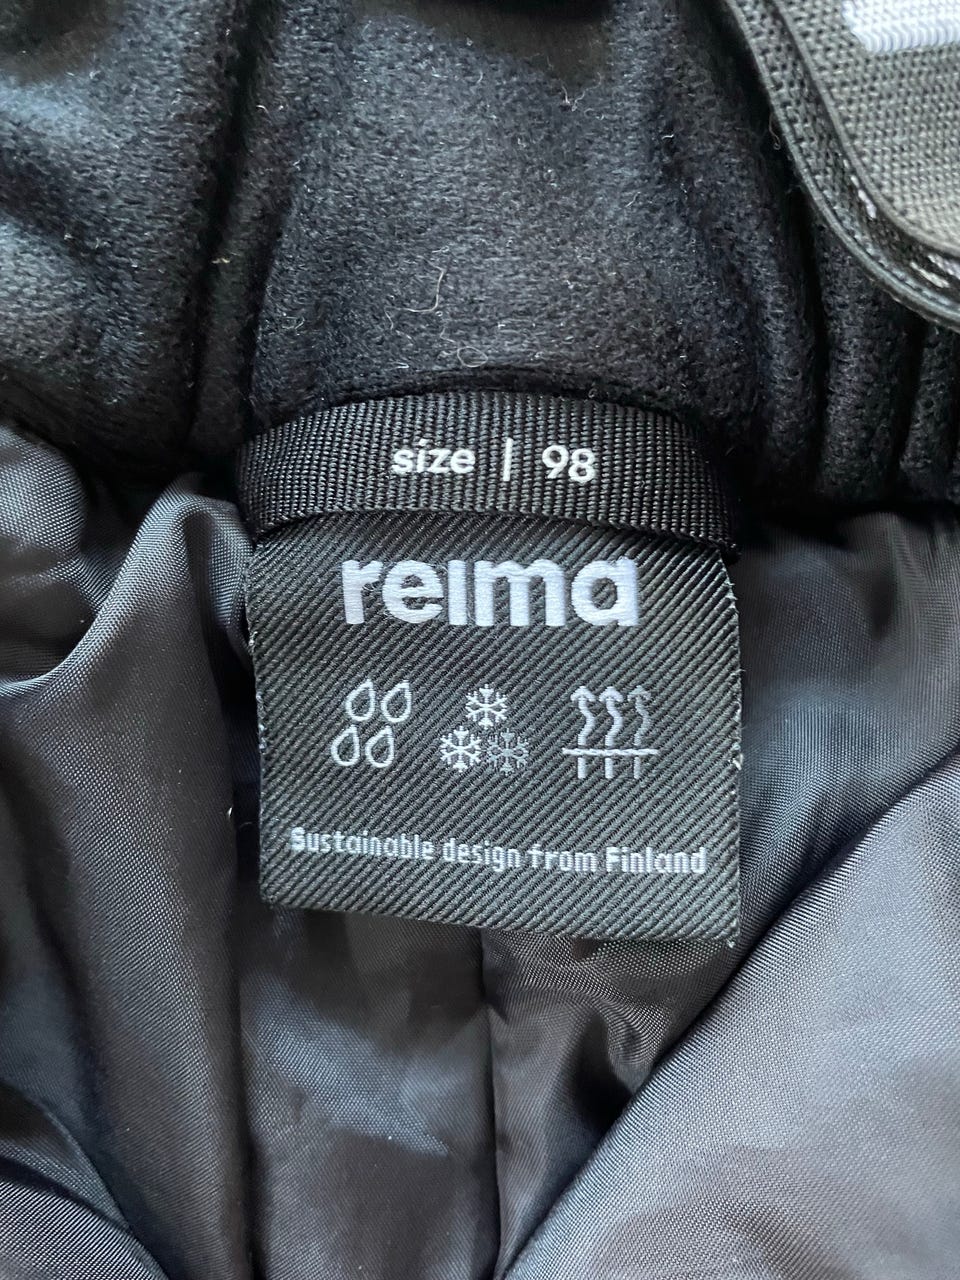 size | 98
reima
Sustainable design from Finland